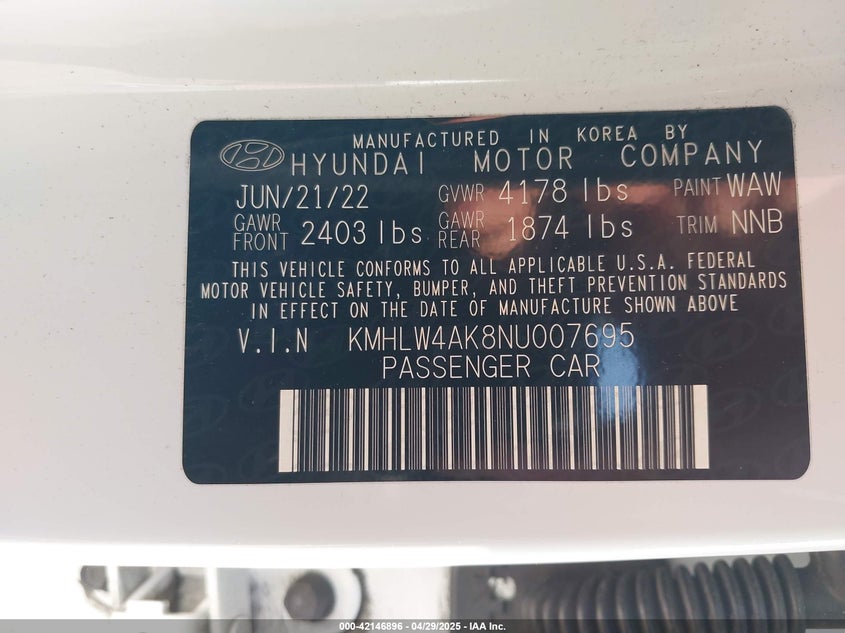 MANUFACTURED IN KOREA BY
HYUNDAI MOTOR COMPANY
JUN/21/22 GVWR 4178 lbs PAINT WAW
GAWR FRONT 2403 lbs GAWR REAR 1874 lbs TRIM NNB
THIS VEHICLE CONFORMS TO ALL APPLICABLE U.S.A. FEDERAL
MOTOR VEHICLE SAFETY, BUMPER, AND THEFT PREVENTION STANDARDS
IN EFFECT ON THE DATE OF MANUFACTURE SHOWN ABOVE
V.I.N KMHLW4AK8NU007695
PASSENGER CAR
000-42146896 - 04/29/2025 - IAA Inc.